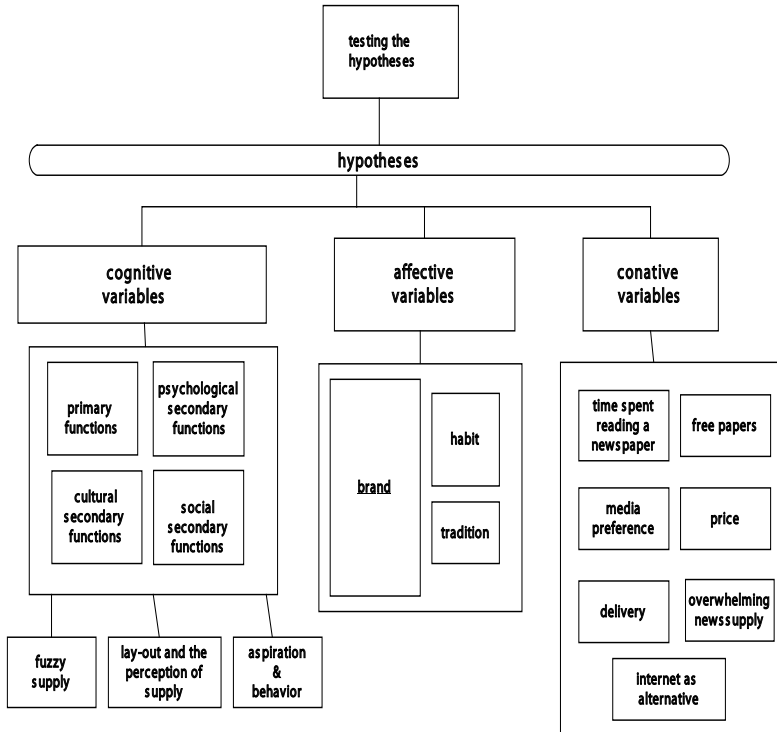 testing the
hypotheses
hypotheses
cognitive
variables
affective
variables
conative
variables
primary
functions
psychological
secondary
functions
cultural
secondary
functions
social
secondary
functions
brand
habit
tradition
time spent
reading a
newspaper
free papers
media
preference
price
delivery
overwhelming
newssupply
internet as
alternative
fuzzy
supply
lay-out and the
perception of
supply
aspiration
&
behavior